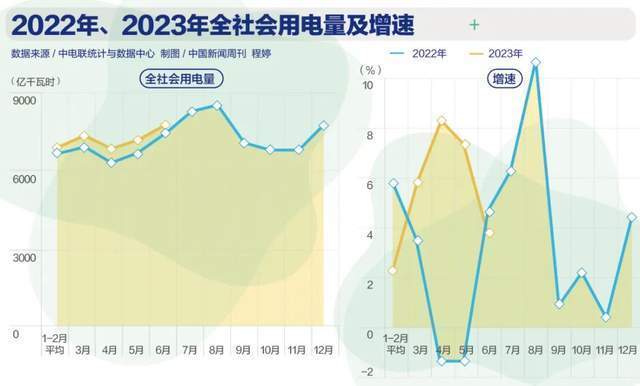 2022年、2023年全社会用电量及增速
数据来源 / 中电联统计与数据中心 制图 / 中国新闻周刊 程婷
2022年 2023年
(亿千瓦时)
全社会用电量
9000
6000
3000
0
1-2月平均 3月 4月 5月 6月 7月 8月 9月 10月 11月 12月
(%)
增速
10
8
6
4
2
0
-2
1-2月平均 3月 4月 5月 6月 7月 8月 9月 10月 11月 12月